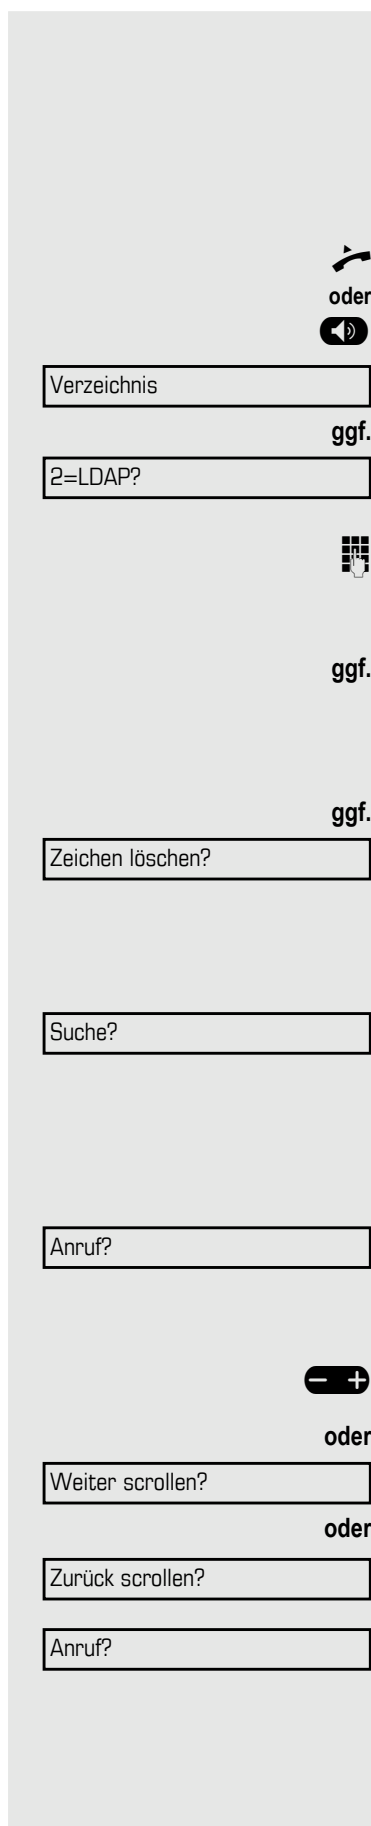 oder
Verzeichnis
ggf.
2=LDAP?
ggf.
ggf.
Zeichen löschen?
Suche?
Anruf?
oder
Weiter scrollen?
oder
Zurück scrollen?
Anruf?